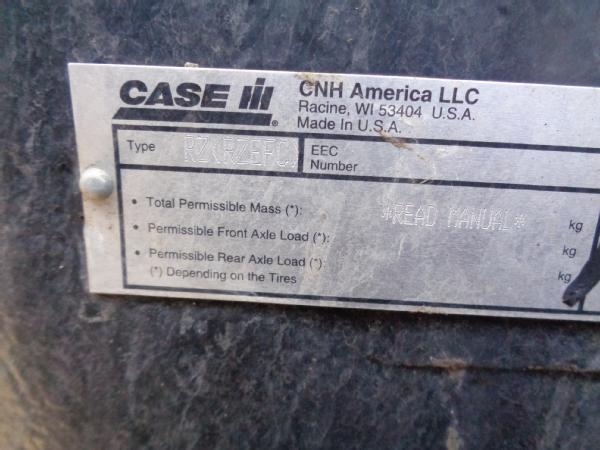 CASE IH®
CNH America LLC
Racine, WI 53404 U.S.A.
Made in U.S.A.
Type
EEC
Number
• Total Permissible Mass (*): *READ MANUAL* kg
• Permissible Front Axle Load (*): kg
• Permissible Rear Axle Load (*): kg
(*) Depending on the Tires